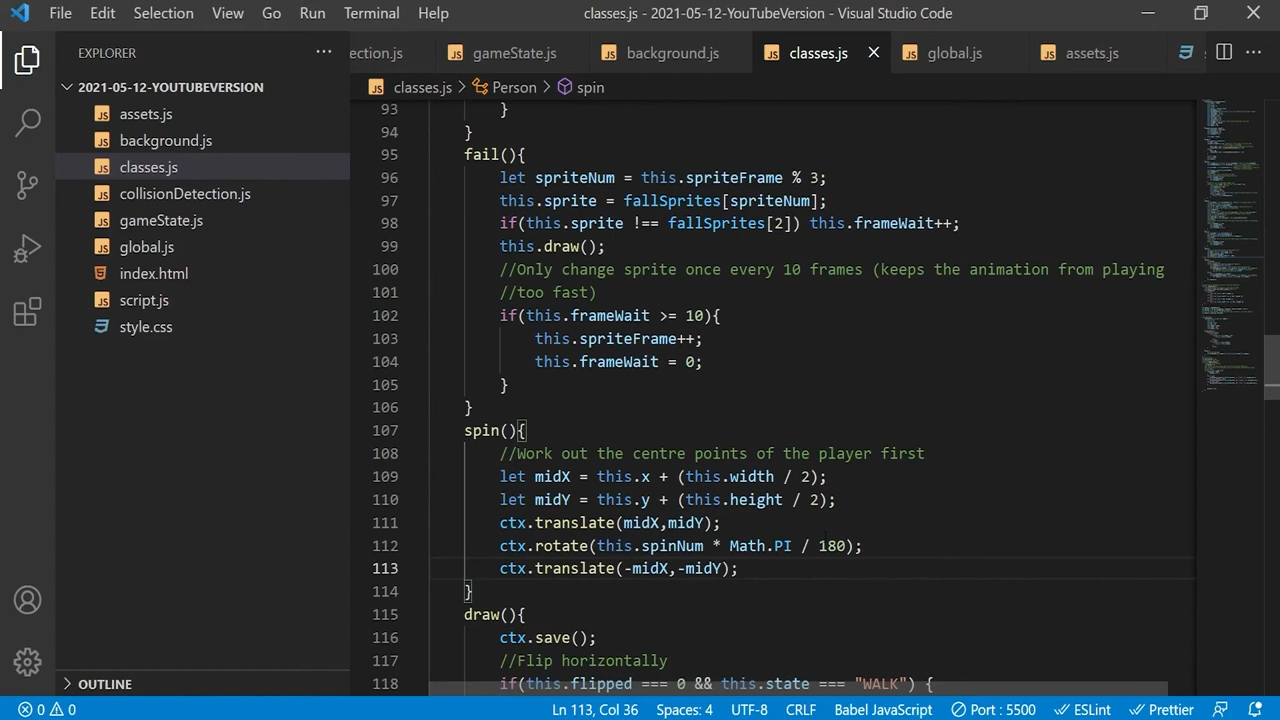 File Edit Selection View Go Run Terminal Help classes.js - 2021-05-12-YouTubeVersion - Visual Studio Code
EXPLORER
2021-05-12-YOUTUBEVERSION
assets.js
background.js
classes.js
collisionDetection.js
gameState.js
global.js
index.html
script.js
style.css
OUTLINE
ection.js gameState.js background.js classes.js global.js assets.js
classes.js > Person > spin
93 }
94 }
95 fail(){
96 let spriteNum = this.spriteFrame % 3;
97 this.sprite = fallSprites[spriteNum];
98 if(this.sprite !== fallSprites[2]) this.frameWait++;
99 this.draw();
100 //Only change sprite once every 10 frames (keeps the animation from playing
101 //too fast)
102 if(this.frameWait >= 10){
103 this.spriteFrame++;
104 this.frameWait = 0;
105 }
106 }
107 spin(){
108 //Work out the centre points of the player first
109 let midX = this.x + (this.width / 2);
110 let midY = this.y + (this.height / 2);
111 ctx.translate(midX,midY);
112 ctx.rotate(this.spinNum * Math.PI / 180);
113 ctx.translate(-midX,-midY);
114 }
115 draw(){
116 ctx.save();
117 //Flip horizontally
118 if(this.flipped === 0 && this.state === "WALK") {
0 0 Ln 113, Col 36 Spaces: 4 UTF-8 CRLF Babel JavaScript Port : 5500 ESLint Prettier